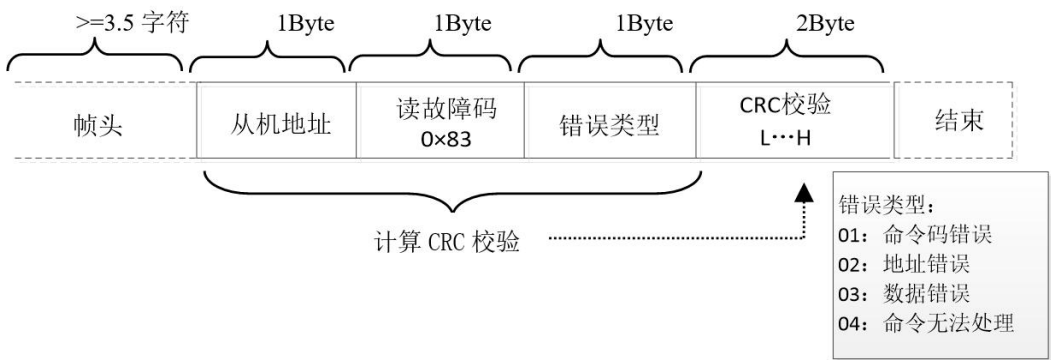 >=3.5 字符
1Byte
1Byte
1Byte
2Byte
帧头
从机地址
读故障码
0×83
错误类型
CRC校验
L···H
结束
计算 CRC 校验
错误类型：
01：命令码错误
02：地址错误
03：数据错误
04：命令无法处理